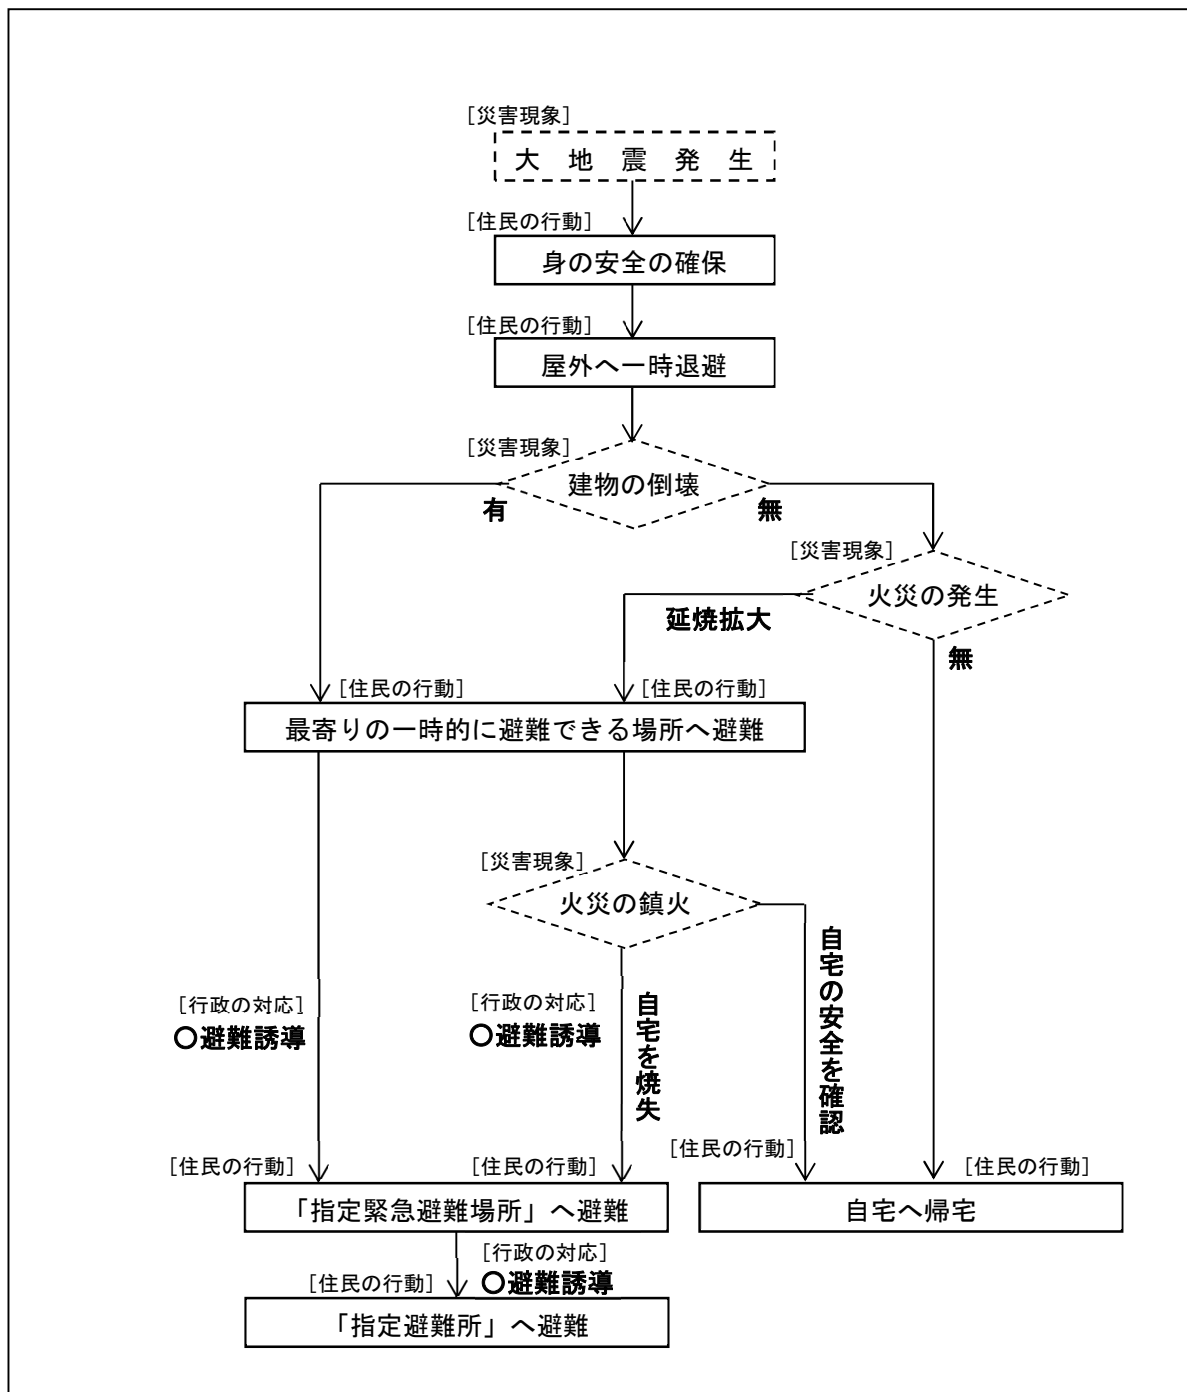 [災害現象]
大 地 震 発 生
[住民の行動]
身の安全の確保
[住民の行動]
屋外へ一時退避
[災害現象]
建物の倒壊
有
無
[災害現象]
火災の発生
延焼拡大
無
[住民の行動]
[住民の行動]
最寄りの一時的に避難できる場所へ避難
[災害現象]
火災の鎮火
[行政の対応]
○避難誘導
[行政の対応]
○避難誘導
自宅を焼失
自宅の安全を確認
[住民の行動]
[住民の行動]
[住民の行動]
[住民の行動]
「指定緊急避難場所」へ避難
自宅へ帰宅
[行政の対応]
○避難誘導
[住民の行動]
「指定避難所」へ避難